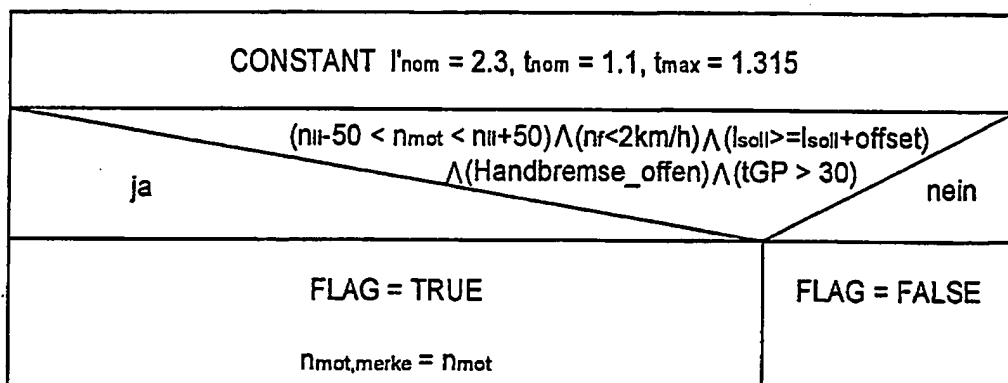 CONSTANT I'nom = 2.3, tnom = 1.1, tmax = 1.315
(nll-50 < nmot < nll+50)Λ(nf<2km/h)Λ(Isoll>=Isoll+offset)
Λ(Handbremse_offen)Λ(tGP > 30)
ja
nein
FLAG = TRUE
FLAG = FALSE
nmot,merke = nmot